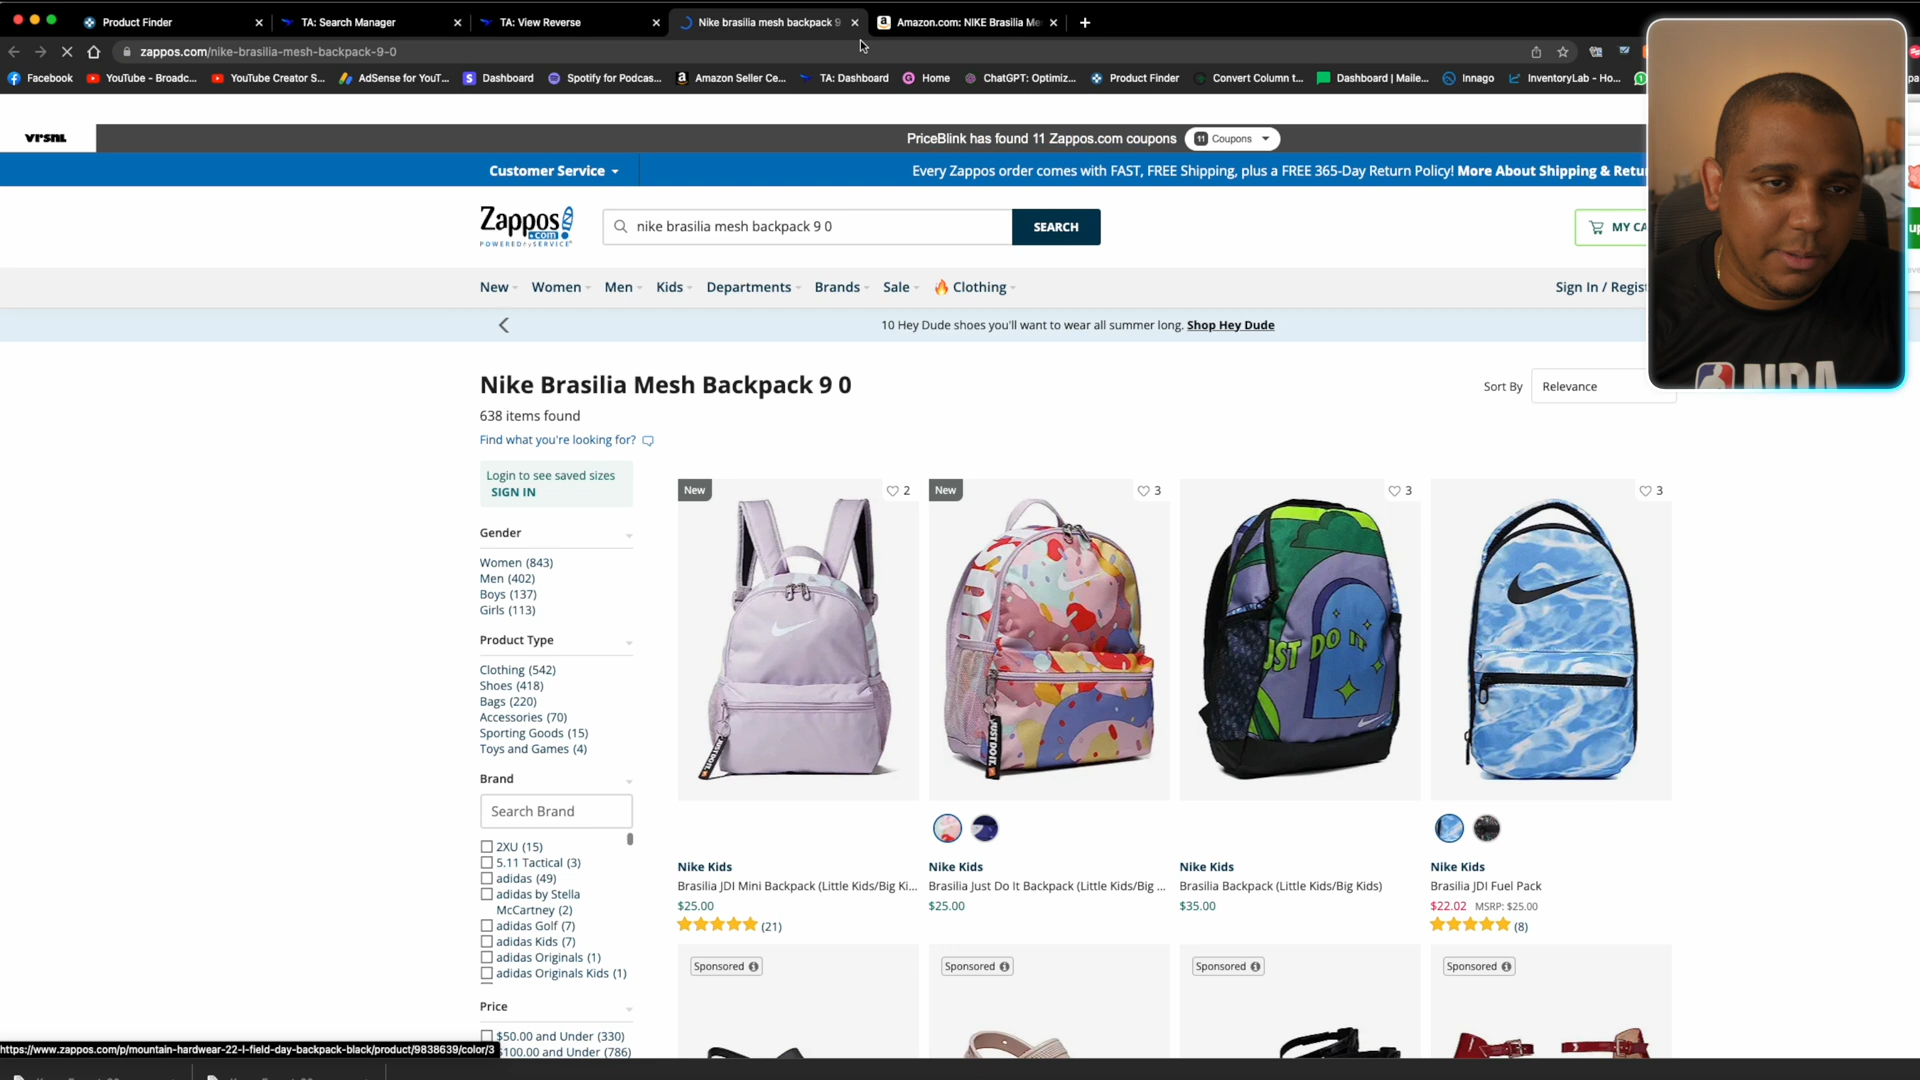 Product Finder
TA: Search Manager
TA: View Reverse
Nike brasilia mesh backpack 9
Amazon.com: NIKE Brasilia Me
zappos.com/nike-brasilia-mesh-backpack-9-0
Facebook
YouTube - Broadc...
YouTube Creator S...
AdSense for YouT...
Dashboard
Spotify for Podcas...
Amazon Seller Ce...
TA: Dashboard
Home
ChatGPT: Optimiz...
Product Finder
Convert Column t...
Dashboard | Maile...
Innago
InventoryLab - Ho...
vrsnl
PriceBlink has found 11 Zappos.com coupons
11 Coupons
Customer Service
Every Zappos order comes with FAST, FREE Shipping, plus a FREE 365-Day Return Policy! More About Shipping & Retu
Zappos.com
POWERED by SERVICE
nike brasilia mesh backpack 9 0
SEARCH
MY CA
New
Women
Men
Kids
Departments
Brands
Sale
Clothing
Sign In / Regist
10 Hey Dude shoes you'll want to wear all summer long. Shop Hey Dude
Nike Brasilia Mesh Backpack 9 0
638 items found
Sort By
Relevance
Find what you're looking for?
Login to see saved sizes
SIGN IN
Gender
Women (843)
Men (402)
Boys (137)
Girls (113)
Product Type
Clothing (542)
Shoes (418)
Bags (220)
Accessories (70)
Sporting Goods (15)
Toys and Games (4)
Brand
Search Brand
2XU (15)
5.11 Tactical (3)
adidas (49)
adidas by Stella
McCartney (2)
adidas Golf (7)
adidas Kids (7)
adidas Originals (1)
adidas Originals Kids (1)
Price
$50.00 and Under (330)
$100.00 and Under (786)
New
2
New
3
3
3
JUST DO IT
JUST DO IT.
JUST DO IT
Nike Kids
Brasilia JDI Mini Backpack (Little Kids/Big Ki...
$25.00
(21)
Nike Kids
Brasilia Just Do It Backpack (Little Kids/Big ...
$25.00
Nike Kids
Brasilia Backpack (Little Kids/Big Kids)
$35.00
Nike Kids
Brasilia JDI Fuel Pack
$22.02 MSRP: $25.00
(8)
Sponsored
Sponsored
Sponsored
Sponsored
https://www.zappos.com/p/mountain-hardwear-22-l-field-day-backpack-black/product/9838639/color/3